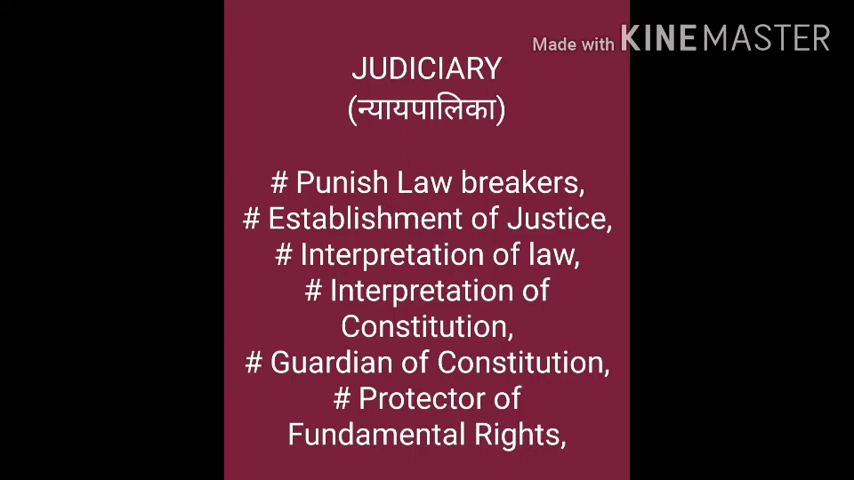 Made with KINEMASTER
JUDICIARY
(न्यायपालिका)
# Punish Law breakers,
# Establishment of Justice,
# Interpretation of law,
# Interpretation of
Constitution,
# Guardian of Constitution,
# Protector of
Fundamental Rights,